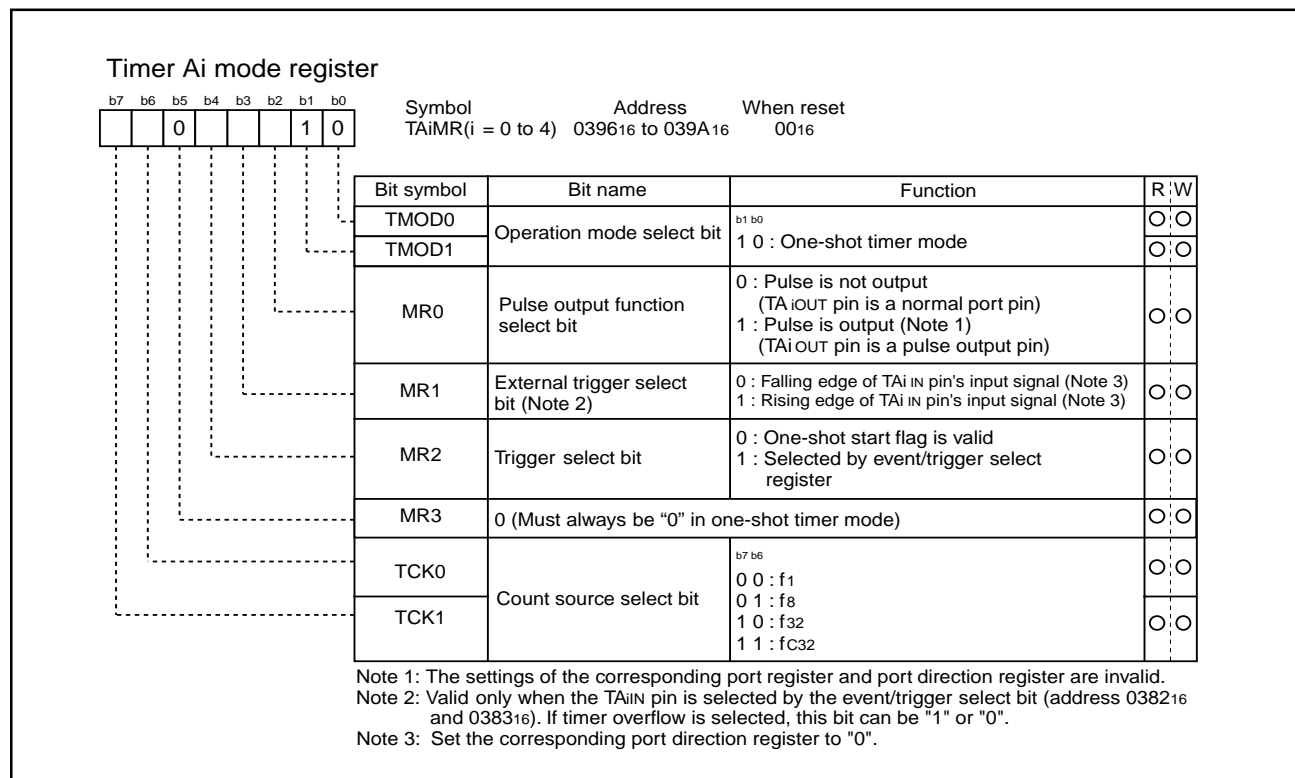 Timer Ai mode register
b7 b6 b5 b4 b3 b2 b1 b0
0 1 0
Symbol Address When reset
TAiMR(i = 0 to 4) 039616 to 039A16 0016
Bit symbol Bit name Function R W
TMOD0
TMOD1
Operation mode select bit
b1 b0
1 0 : One-shot timer mode
MR0
Pulse output function
select bit
0 : Pulse is not output
(TAiOUT pin is a normal port pin)
1 : Pulse is output (Note 1)
(TAiOUT pin is a pulse output pin)
MR1
External trigger select
bit (Note 2)
0 : Falling edge of TAiIN pin's input signal (Note 3)
1 : Rising edge of TAiIN pin's input signal (Note 3)
MR2
Trigger select bit
0 : One-shot start flag is valid
1 : Selected by event/trigger select
register
MR3
0 (Must always be “0” in one-shot timer mode)
TCK0
TCK1
Count source select bit
b7 b6
0 0 : f1
0 1 : f8
1 0 : f32
1 1 : fC32
Note 1: The settings of the corresponding port register and port direction register are invalid.
Note 2: Valid only when the TAiIN pin is selected by the event/trigger select bit (address 038216
and 038316). If timer overflow is selected, this bit can be "1" or "0".
Note 3: Set the corresponding port direction register to "0".